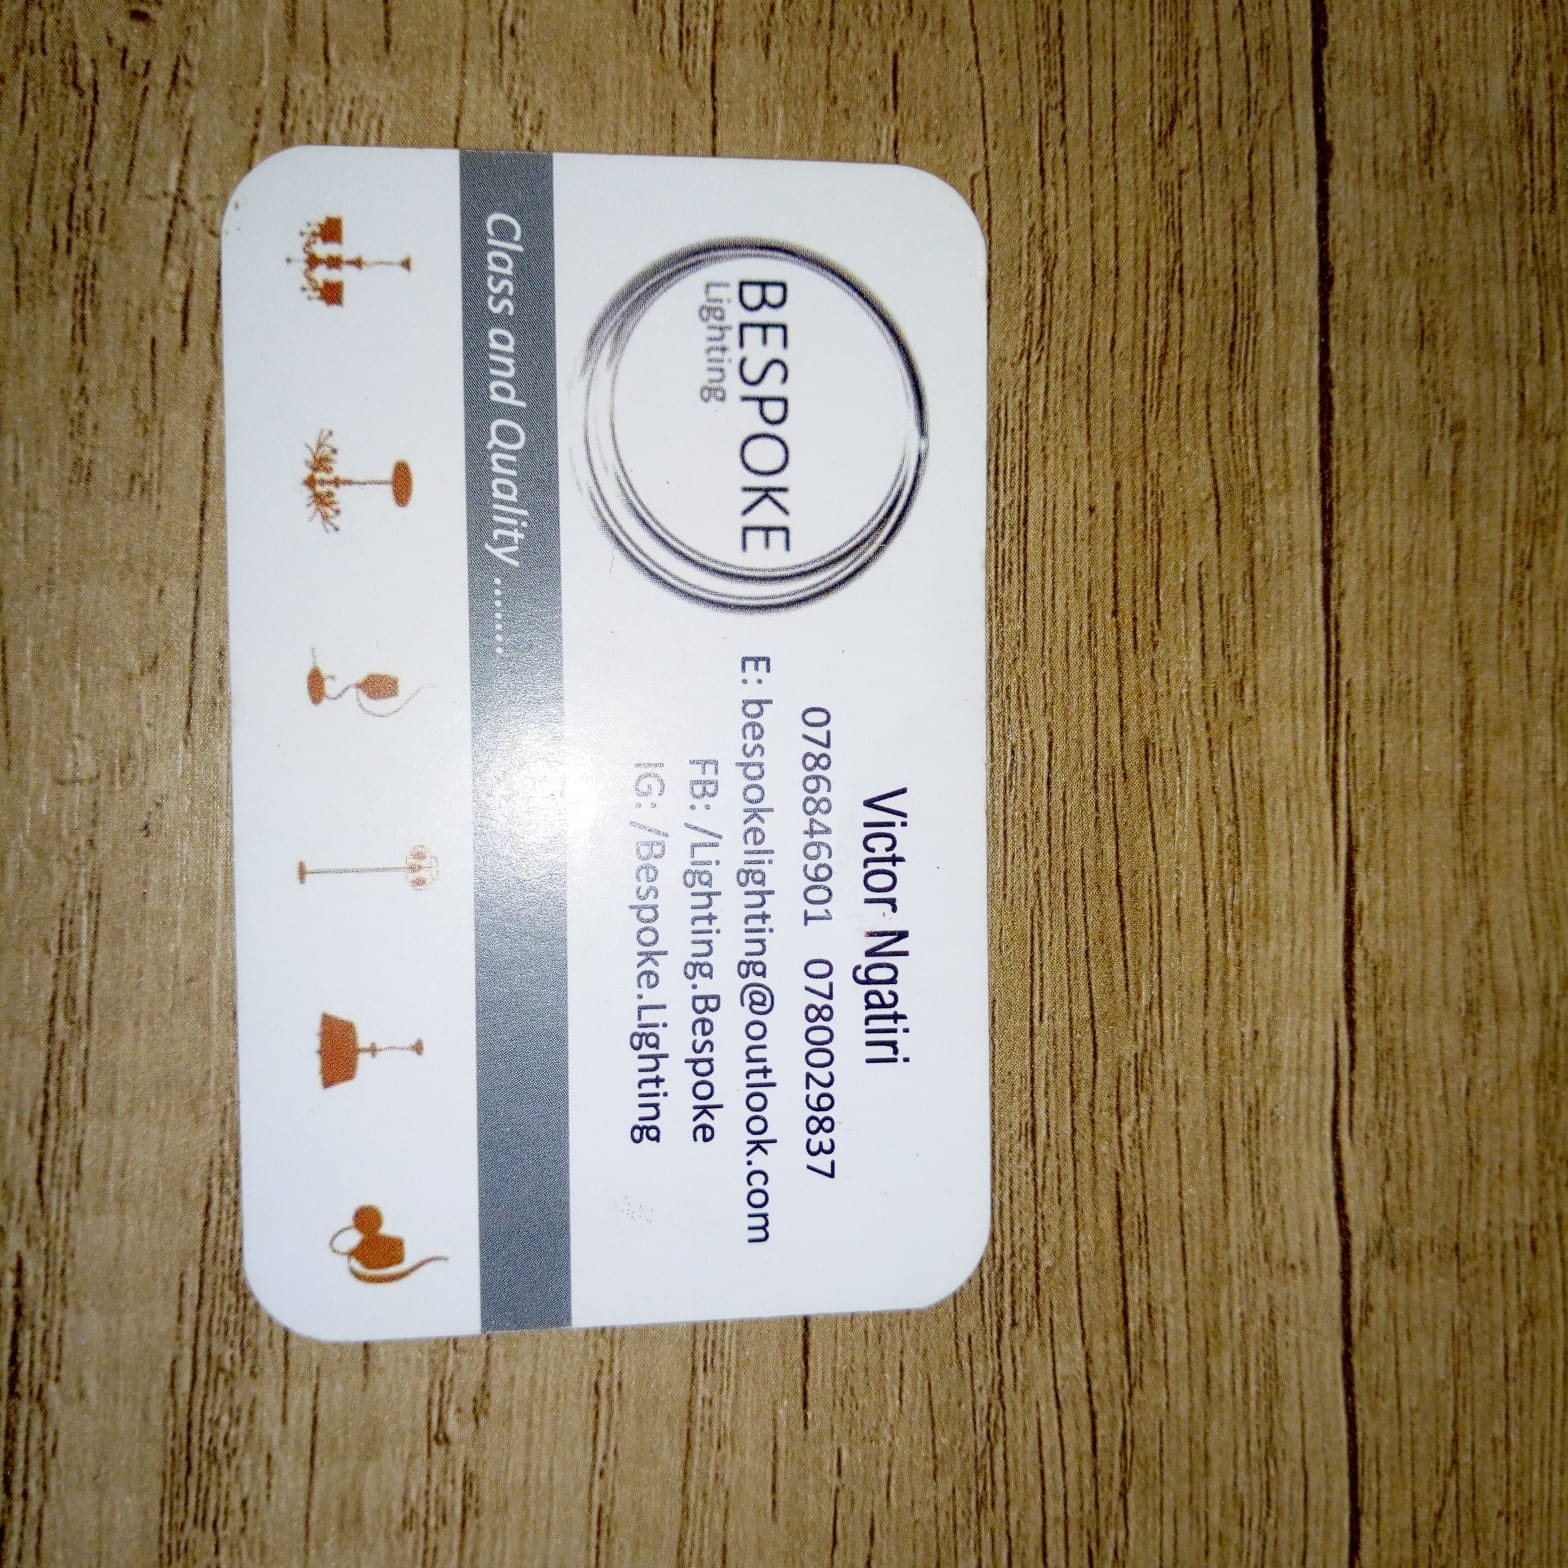 BESPOKE
Lighting
Victor Ngatiri
0786846901 0780029837
E: bespokelighting@outlook.com
FB: /Lighting.Bespoke
IG: /Bespoke.Lighting
Class and Quality .......